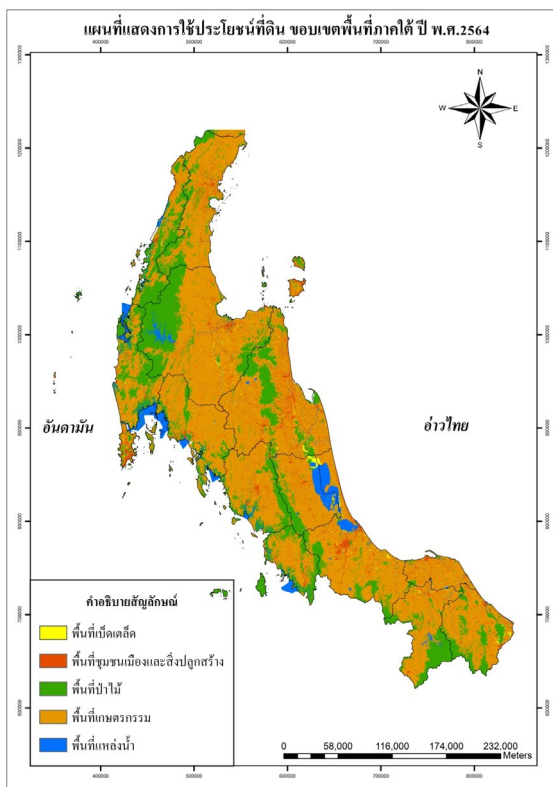 แผนที่แสดงการใช้ประโยชน์ที่ดิน ขอบเขตพื้นที่ภาคใต้ ปี พ.ศ.2564
400000 500000 600000 700000 800000
1300000 1300000
N
W E
S
1200000 1200000
1100000 1100000
1000000 1000000
อันดามัน อ่าวไทย
900000 900000
800000 800000
คำอธิบายสัญลักษณ์
พื้นที่เบ็ดเตล็ด
700000 700000
พื้นที่ชุมชนเมืองและสิ่งปลูกสร้าง
พื้นที่ป่าไม้
พื้นที่เกษตรกรรม
600000 600000
พื้นที่แหล่งน้ำ
0 58,000 116,000 174,000 232,000
Meters
400000 500000 600000 700000 800000